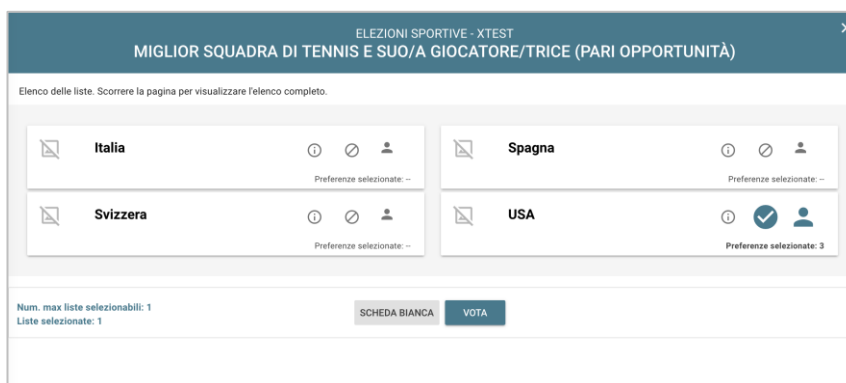 ELEZIONI SPORTIVE - XTEST
MIGLIOR SQUADRA DI TENNIS E SUO/A GIOCATORE/TRICE (PARI OPPORTUNITÀ)
Elenco delle liste. Scorrere la pagina per visualizzare l'elenco completo.
Italia
Preferenze selezionate: --
Spagna
Preferenze selezionate: --
Svizzera
Preferenze selezionate: --
USA
Preferenze selezionate: 3
Num. max liste selezionabili: 1
Liste selezionate: 1
SCHEDA BIANCA
VOTA